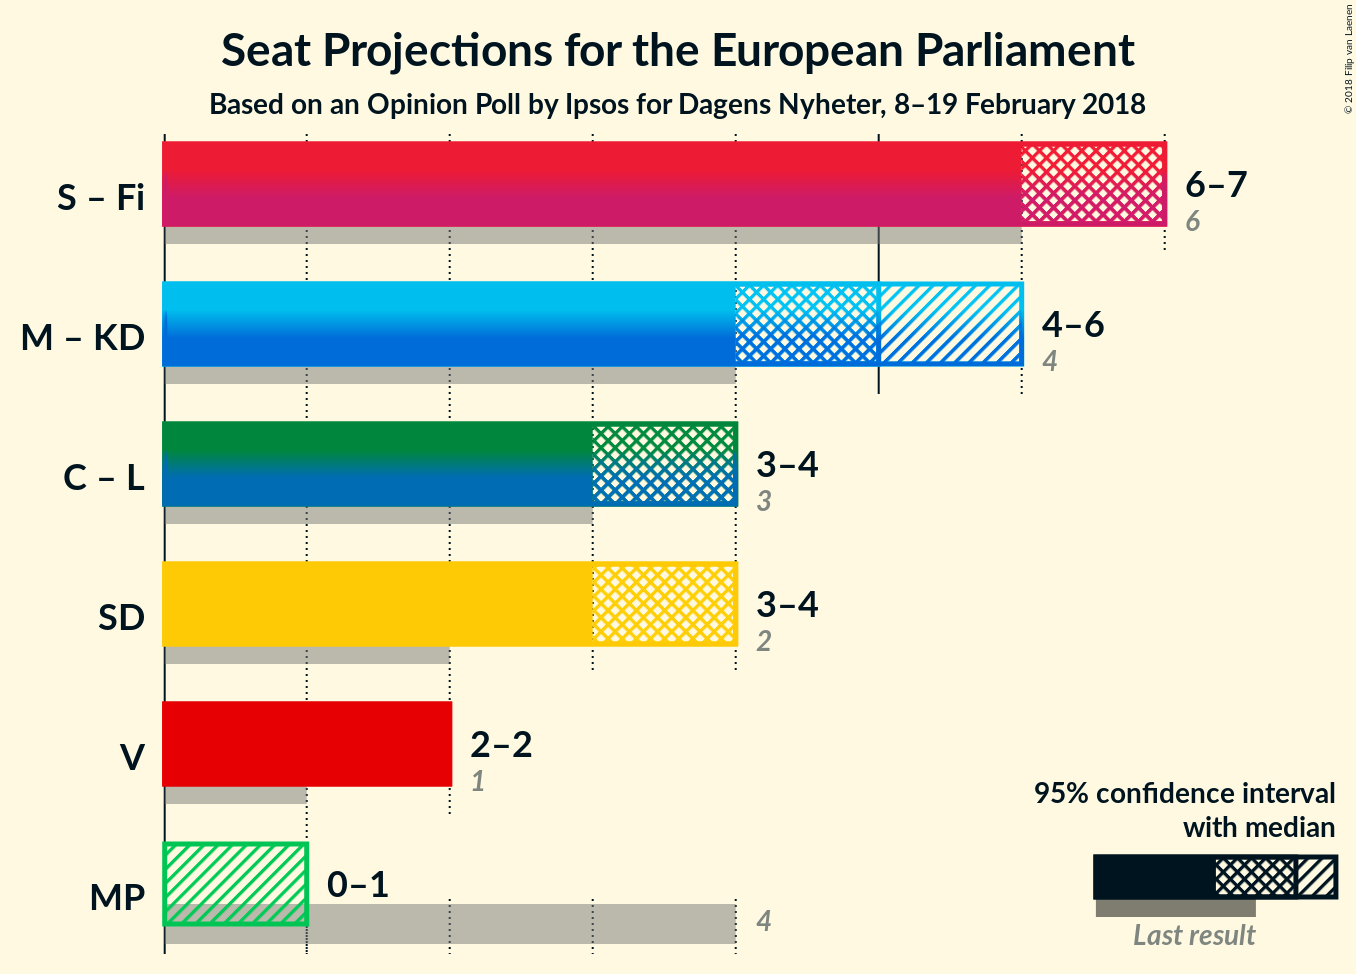 Seat Projections for the European Parliament
Based on an Opinion Poll by Ipsos for Dagens Nyheter, 8–19 February 2018
© 2018 Filip van Laenen
S – Fi
6–7
6
M – KD
4–6
4
C – L
3–4
3
SD
3–4
2
V
2–2
1
MP
0–1
4
95% confidence interval
with median
Last result